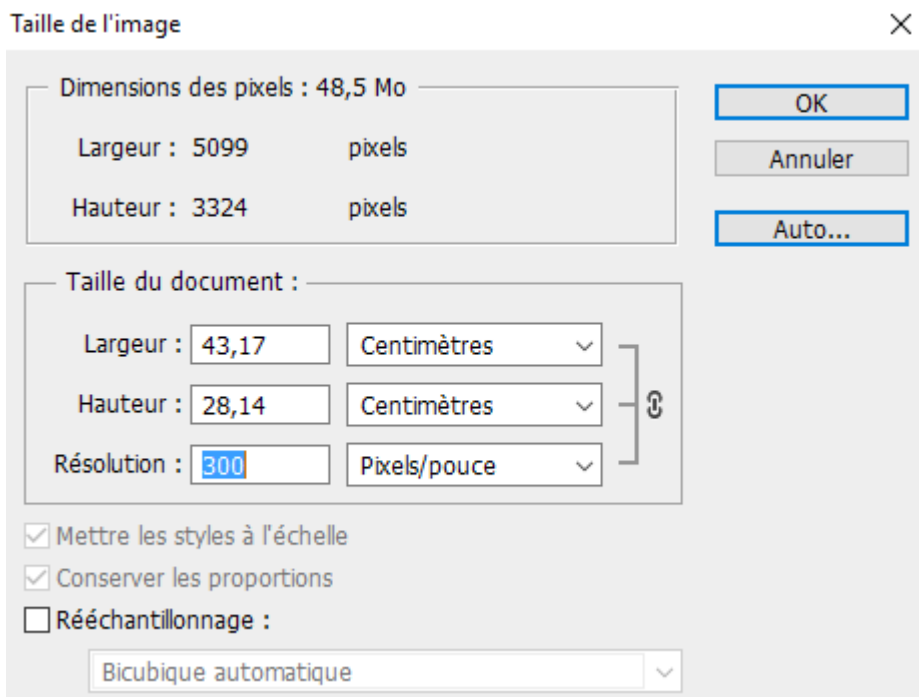 Taille de l'image
Dimensions des pixels : 48,5 Mo
OK
Largeur : 5099 pixels
Annuler
Hauteur : 3324 pixels
Auto...
Taille du document :
Largeur : 43,17 Centimètres
Hauteur : 28,14 Centimètres
Résolution : 300 Pixels/pouce
Mettre les styles à l'échelle
Conserver les proportions
Rééchantillonnage :
Bicubique automatique